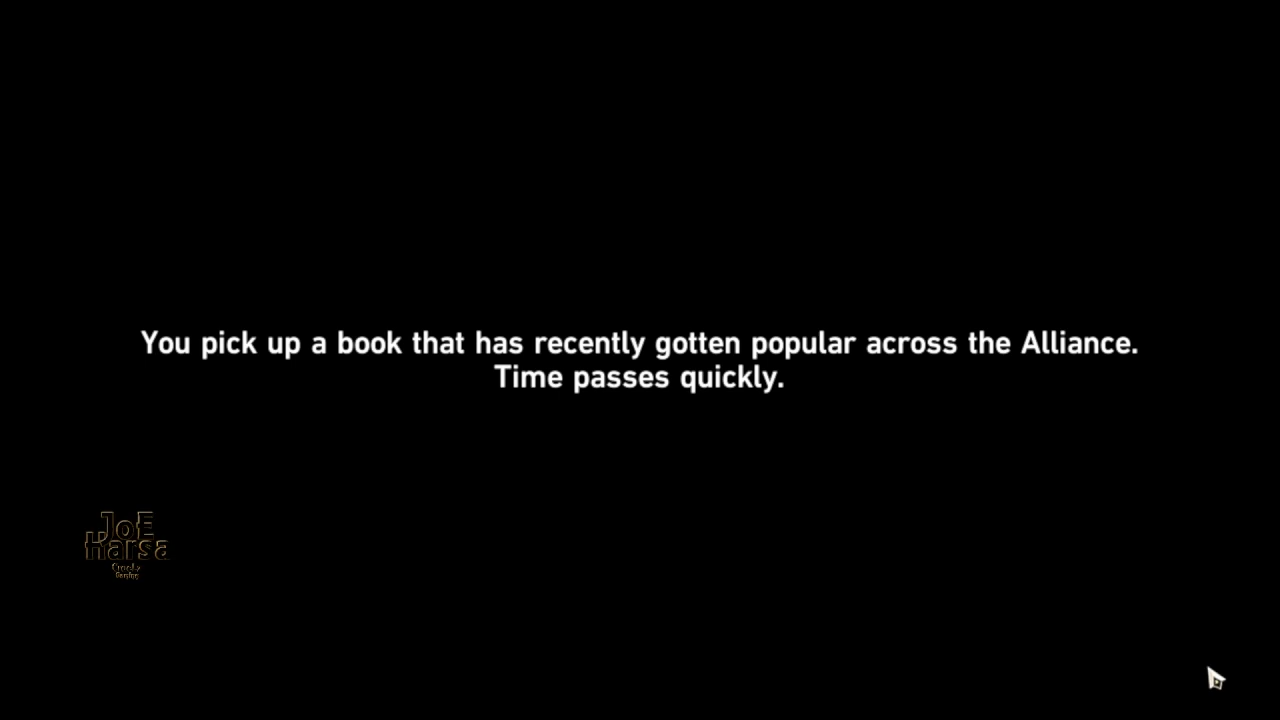 You pick up a book that has recently gotten popular across the Alliance.
Time passes quickly.
JoE
Harsa